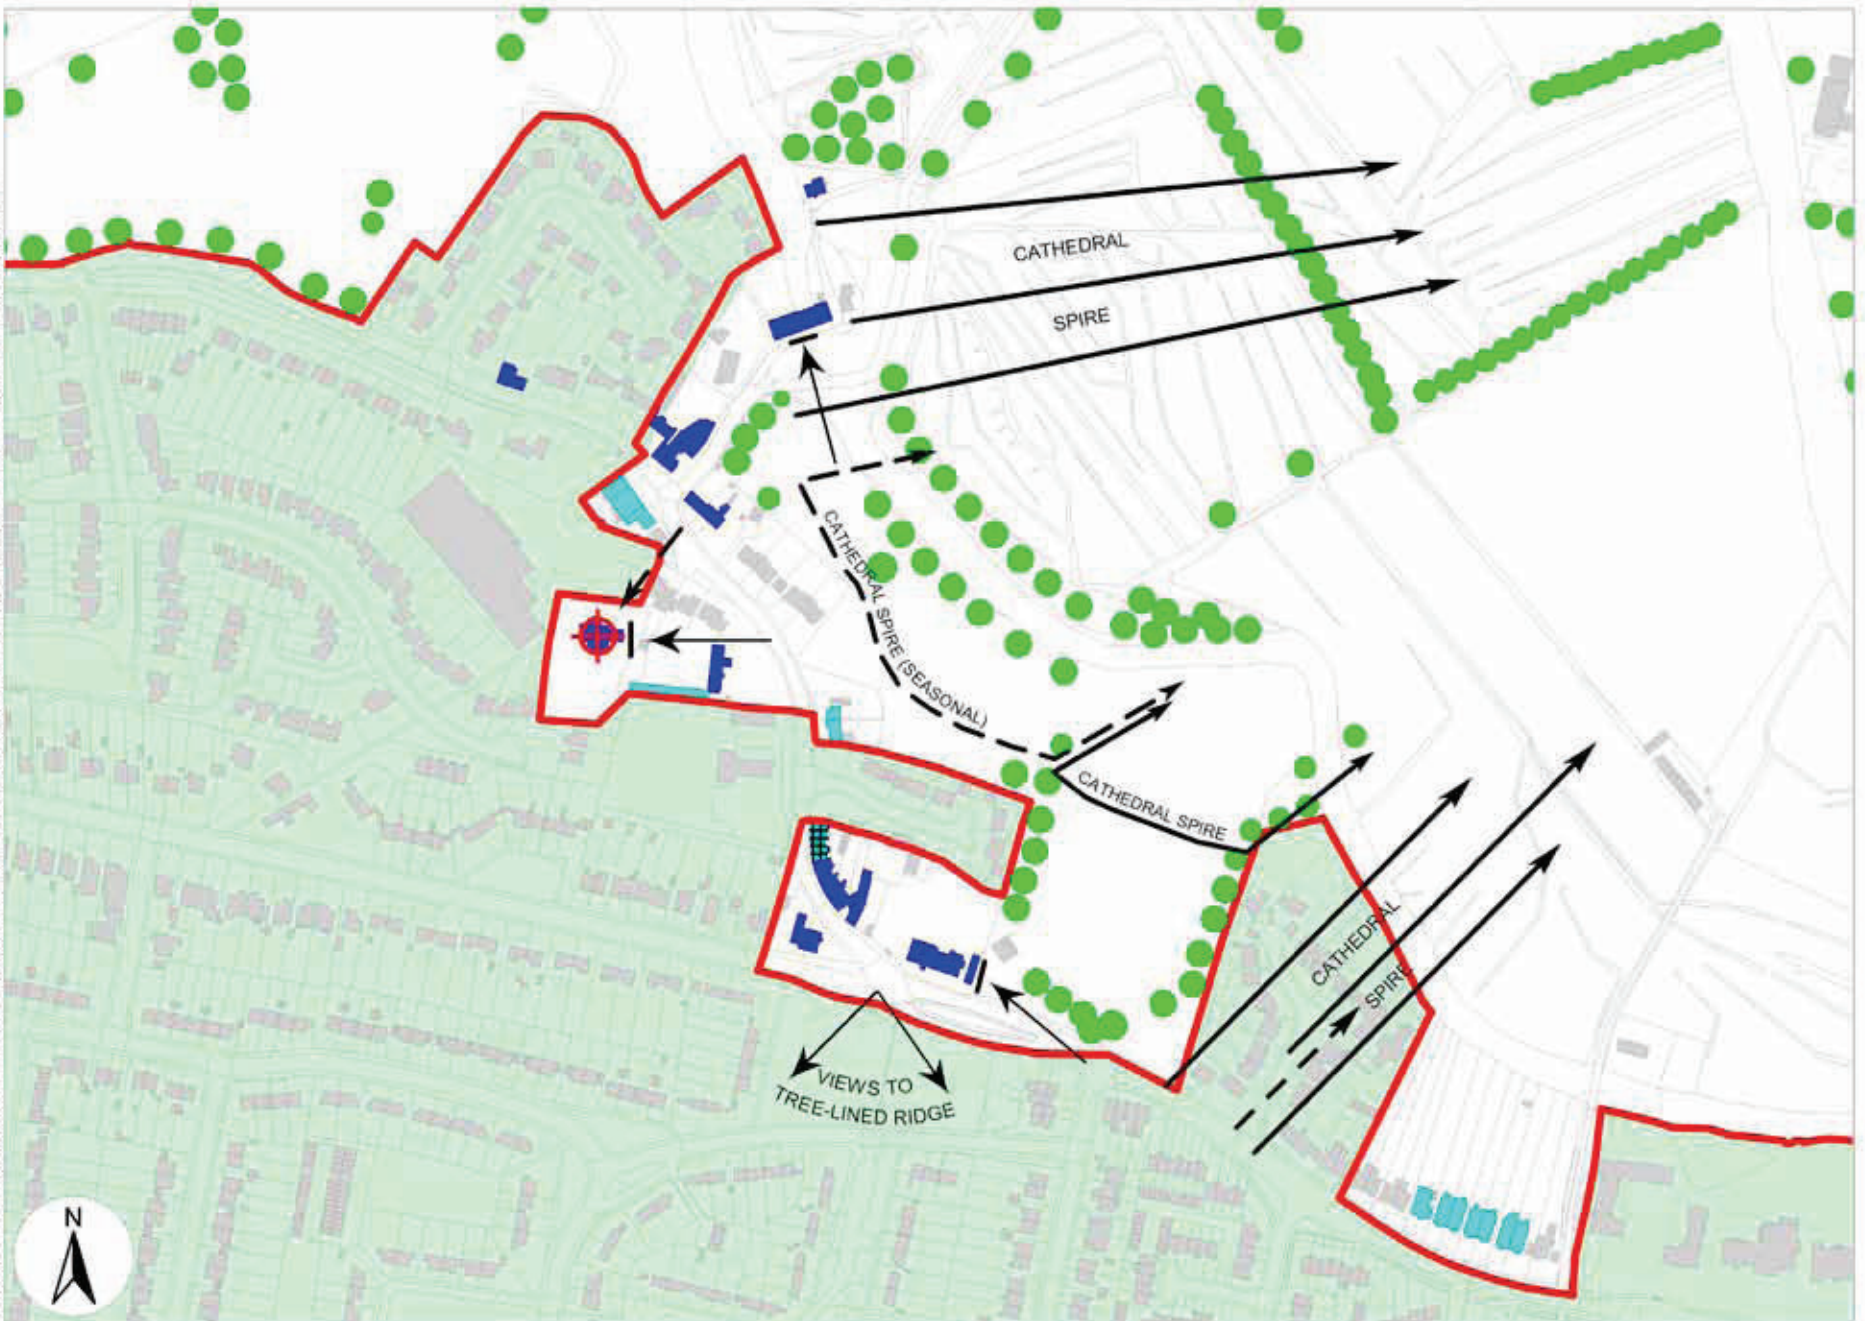 CATHEDRAL
SPIRE
CATHEDRAL SPIRE (SEASONAL)
CATHEDRAL SPIRE
CATHEDRAL
SPIRE
VIEWS TO
TREE-LINED RIDGE
N